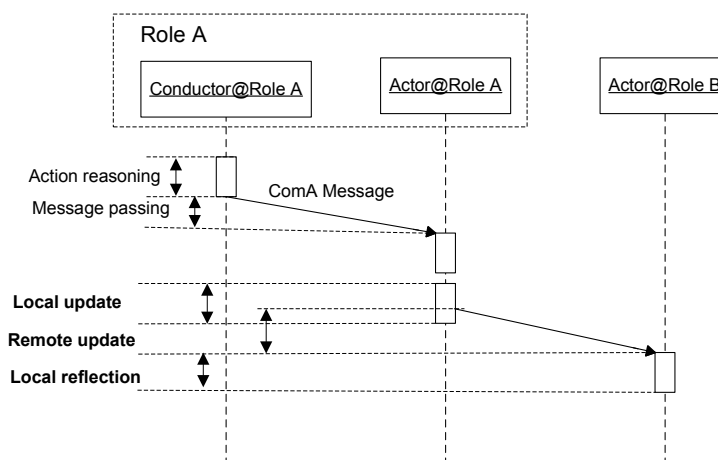 Role A
Conductor@Role A
Actor@Role A
Actor@Role B
Action reasoning
ComA Message
Message passing
Local update
Remote update
Local reflection